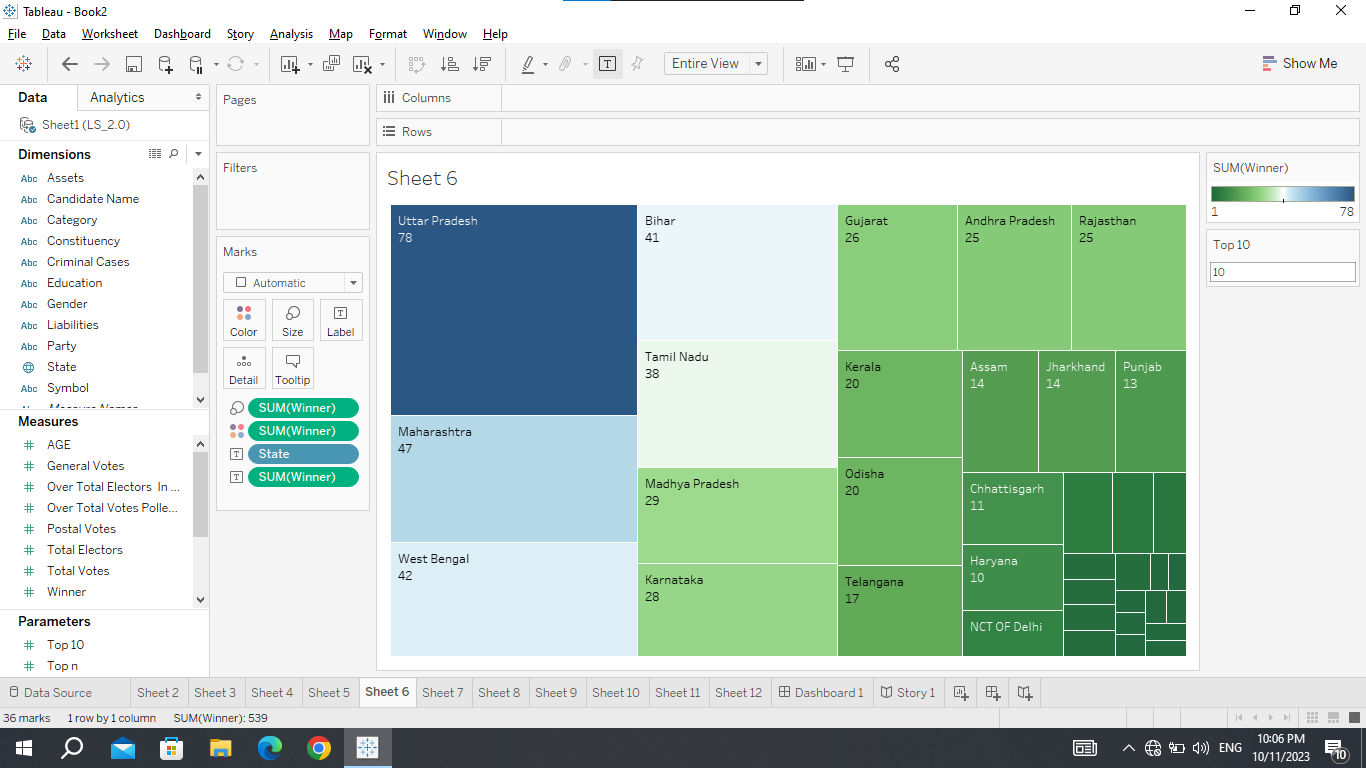 Tableau - Book2
File Data Worksheet Dashboard Story Analysis Map Format Window Help
Entire View
Show Me
Data Analytics
Sheet1 (LS_2.0)
Dimensions
Abc Assets
Abc Candidate Name
Abc Category
Abc Constituency
Abc Criminal Cases
Abc Education
Abc Gender
Abc Liabilities
Abc Party
State
Abc Symbol
Measure Names
Measures
# AGE
# General Votes
# Over Total Electors In ...
# Over Total Votes Polle...
# Postal Votes
# Total Electors
# Total Votes
# Winner
Parameters
# Top 10
# Top n
Pages
Filters
Marks
Automatic
Color Size Label
Detail Tooltip
SUM(Winner)
SUM(Winner)
State
SUM(Winner)
Columns
Rows
Sheet 6
Uttar Pradesh
78
Maharashtra
47
West Bengal
42
Bihar
41
Tamil Nadu
38
Madhya Pradesh
29
Karnataka
28
Gujarat
26
Andhra Pradesh
25
Rajasthan
25
Kerala
20
Odisha
20
Telangana
17
Assam
14
Jharkhand
14
Punjab
13
Chhattisgarh
11
Haryana
10
NCT OF Delhi
SUM(Winner)
1 78
Top 10
10
Data Source Sheet 2 Sheet 3 Sheet 4 Sheet 5 Sheet 6 Sheet 7 Sheet 8 Sheet 9 Sheet 10 Sheet 11 Sheet 12 Dashboard 1 Story 1
36 marks 1 row by 1 column SUM(Winner): 539
ENG
10:06 PM
10/11/2023
10